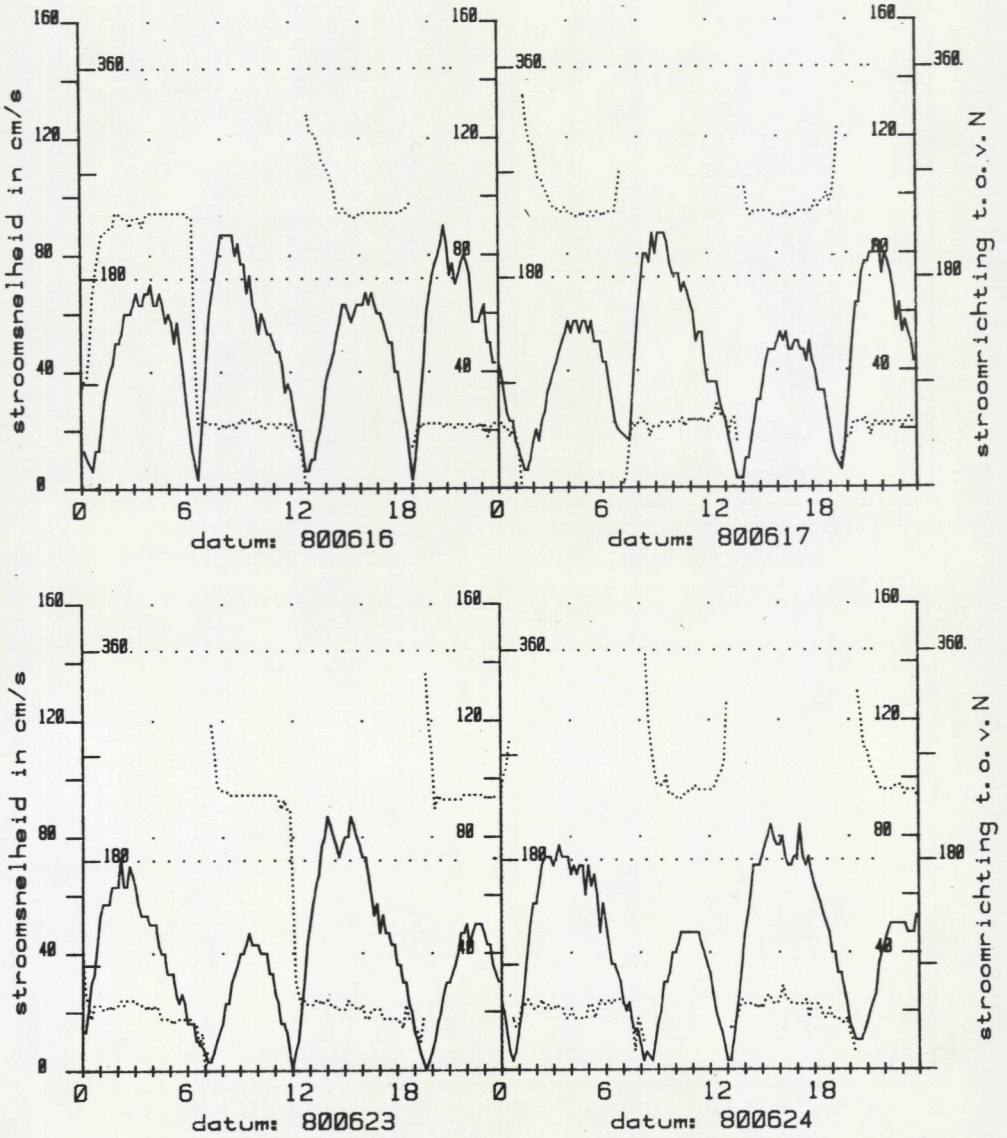 160 160 160
360 360 360
120 120 120
80 80 80
180 180 180
40 40 40
0
0 6 12 18 0 6 12 18
datum: 800616 datum: 800617
stroomsnelheid in cm/s
stroomrichting t.o.v.N
160 160 160
360 360 360
120 120 120
80 80 80
180 180 180
40 40 40
0
0 6 12 18 0 6 12 18
datum: 800623 datum: 800624
stroomsnelheid in cm/s
stroomrichting t.o.v.N